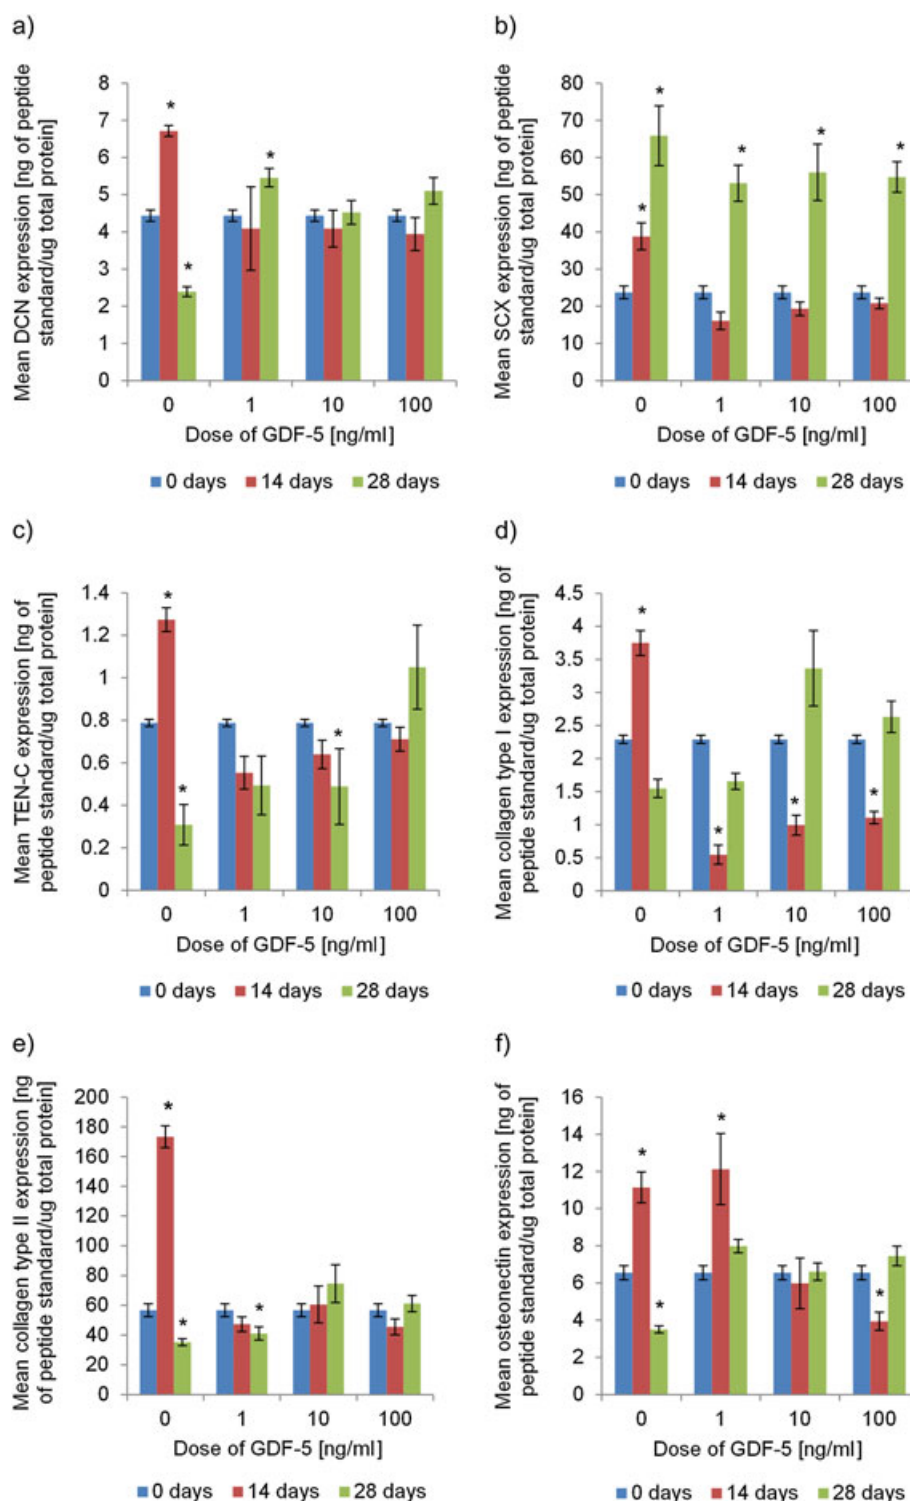 a)
Mean DCN expression [ng of peptide
standard/ug total protein]
8
7
6
5
4
3
2
1
0
*
*
*
0 1 10 100
Dose of GDF-5 [ng/ml]
0 days 14 days 28 days
b)
Mean SCX expression [ng of peptide
standard/ug total protein]
80
70
60
50
40
30
20
10
0
*
*
*
*
*
0 1 10 100
Dose of GDF-5 [ng/ml]
0 days 14 days 28 days
c)
Mean TEN-C expression [ng of
peptide standard/ug total protein]
1.4
1.2
1
0.8
0.6
0.4
0.2
0
*
*
*
0 1 10 100
Dose of GDF-5 [ng/ml]
0 days 14 days 28 days
d)
Mean collagen type I expression [ng of
peptide standard/ug total protein]
4.5
4
3.5
3
2.5
2
1.5
1
0.5
0
*
*
*
*
0 1 10 100
Dose of GDF-5 [ng/ml]
0 days 14 days 28 days
e)
Mean collagen type II expression [ng
of peptide standard/ug total protein]
200
180
160
140
120
100
80
60
40
20
0
*
*
*
0 1 10 100
Dose of GDF-5 [ng/ml]
0 days 14 days 28 days
f)
Mean osteonectin expression [ng of
peptide standard/ug total protein]
16
14
12
10
8
6
4
2
0
*
*
*
*
0 1 10 100
Dose of GDF-5 [ng/ml]
0 days 14 days 28 days